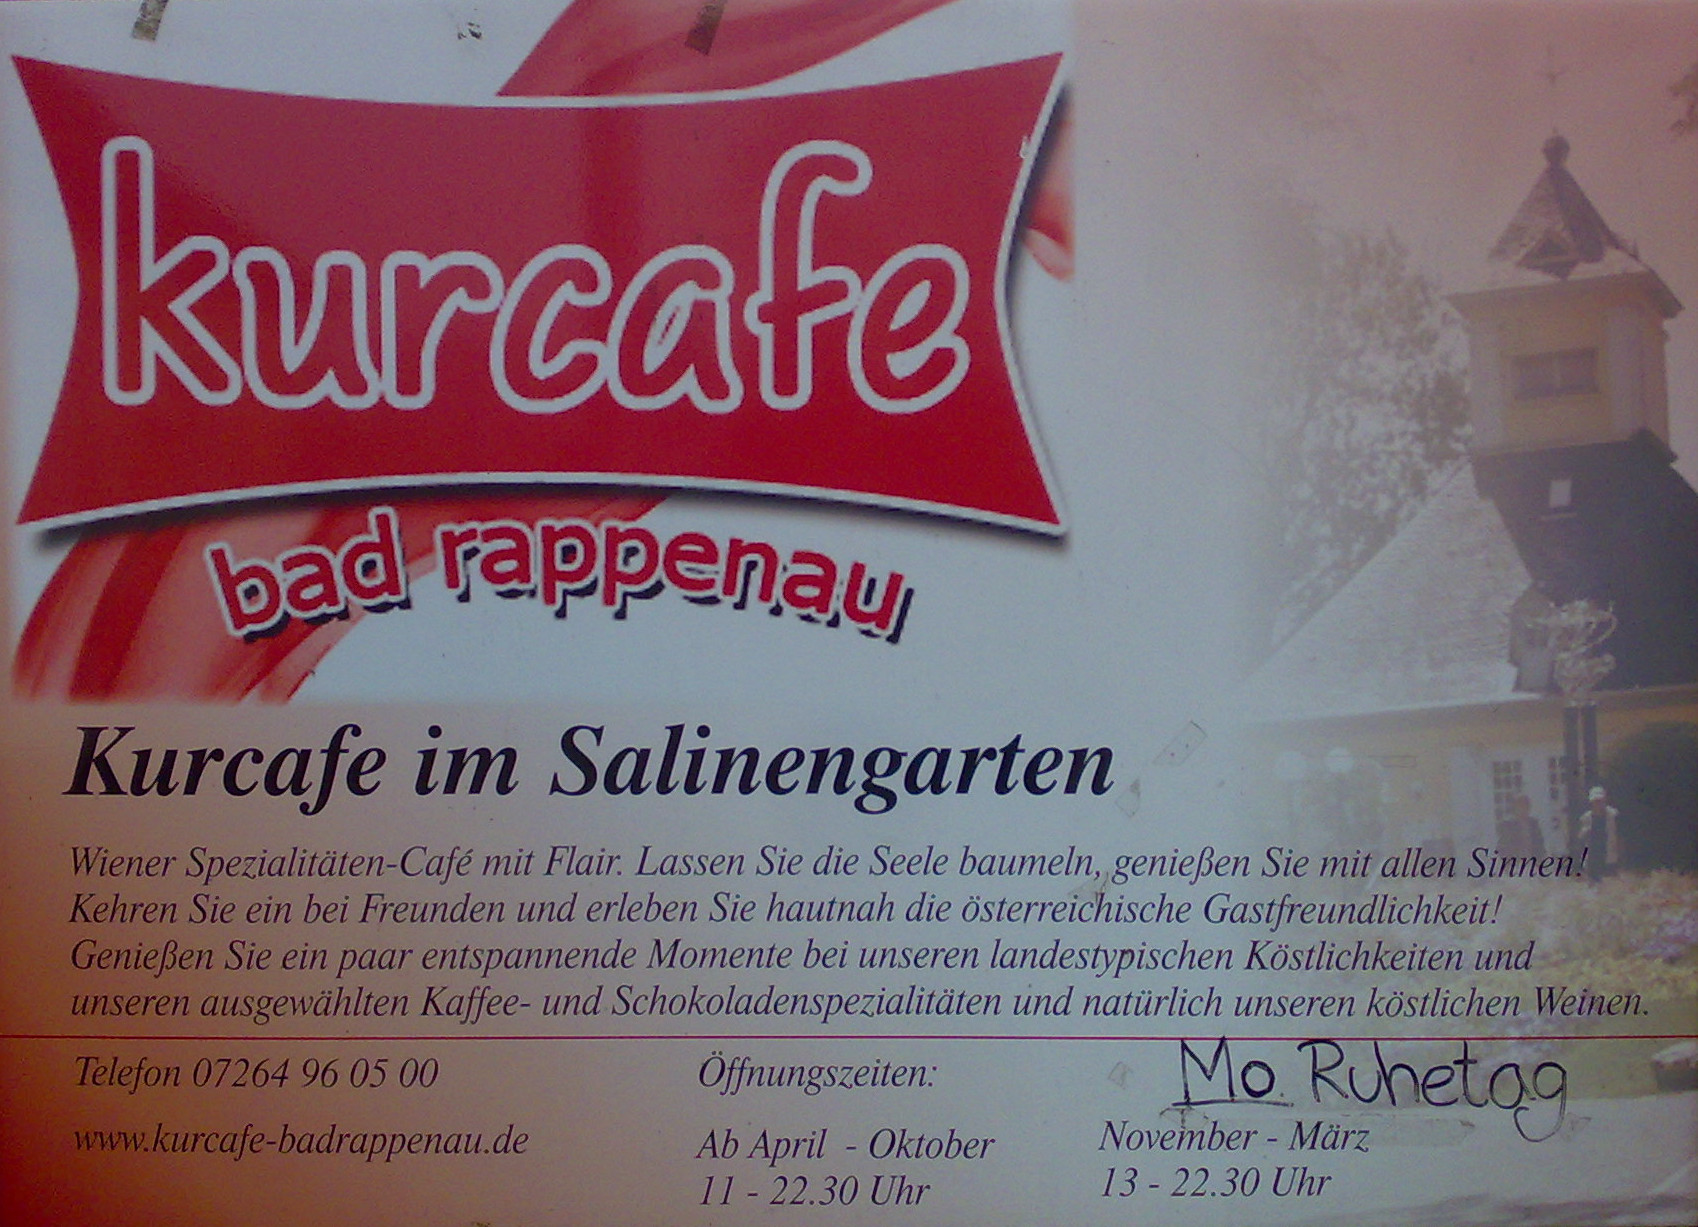 kurcafe
bad rappenau
Kurcafe im Salinengarten
Wiener Spezialitäten-Café mit Flair. Lassen Sie die Seele baumeln, genießen Sie mit allen Sinnen!
Kehren Sie ein bei Freunden und erleben Sie hautnah die österreichische Gastfreundlichkeit!
Genießen Sie ein paar entspannende Momente bei unseren landestypischen Köstlichkeiten und
unseren ausgewählten Kaffee- und Schokoladenspezialitäten und natürlich unseren köstlichen Weinen.
Telefon 07264 96 05 00
www.kurcafe-badrappenau.de
Öffnungszeiten:
Ab April - Oktober
11 - 22.30 Uhr
Mo. Ruhetag
November - März
13 - 22.30 Uhr